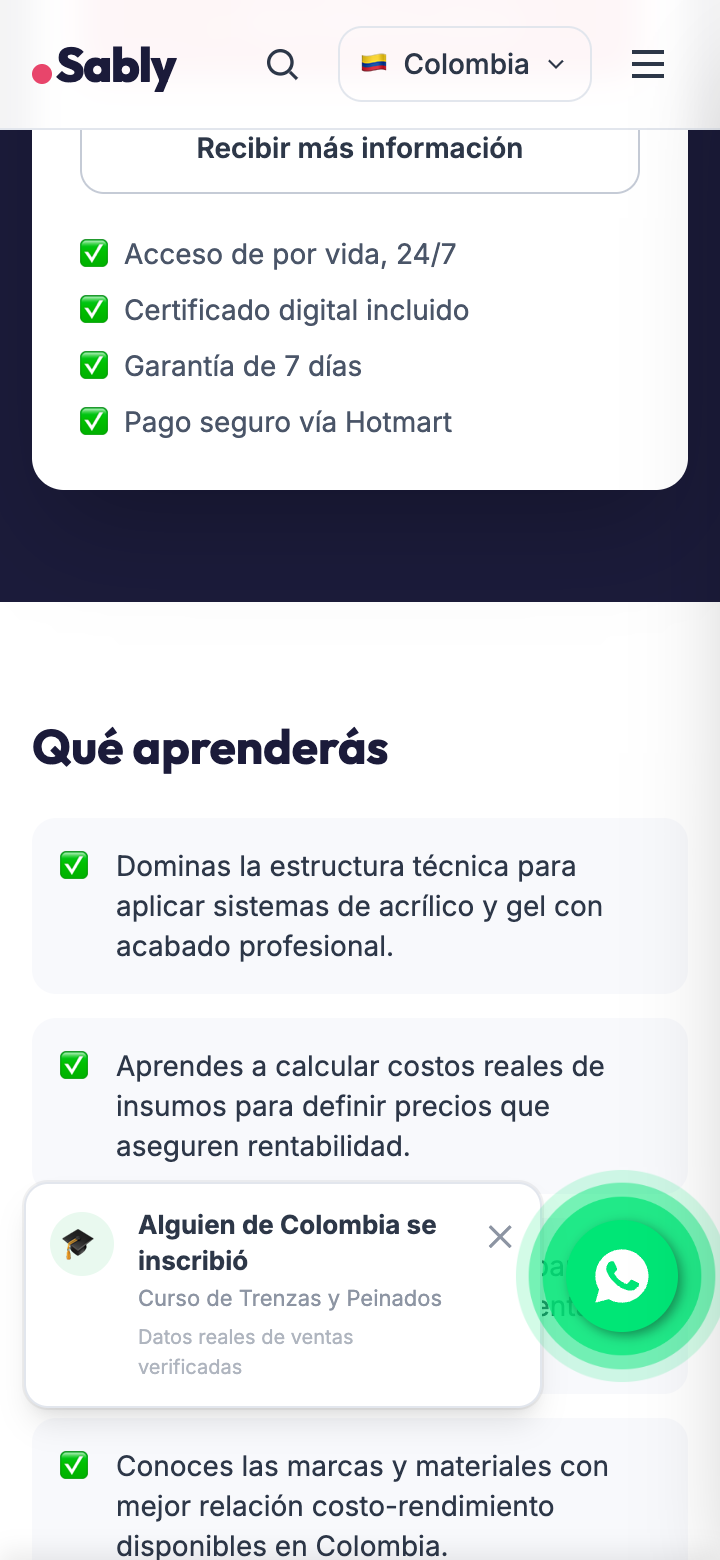 Sably
Colombia
Recibir más información
Acceso de por vida, 24/7
Certificado digital incluido
Garantía de 7 días
Pago seguro vía Hotmart
Qué aprenderás
Dominas la estructura técnica para
aplicar sistemas de acrílico y gel con
acabado profesional.
Aprendes a calcular costos reales de
insumos para definir precios que
aseguren rentabilidad.
Alguien de Colombia se
inscribió
Curso de Trenzas y Peinados
Datos reales de ventas
verificadas
Conoces las marcas y materiales con
mejor relación costo-rendimiento
disponibles en Colombia.